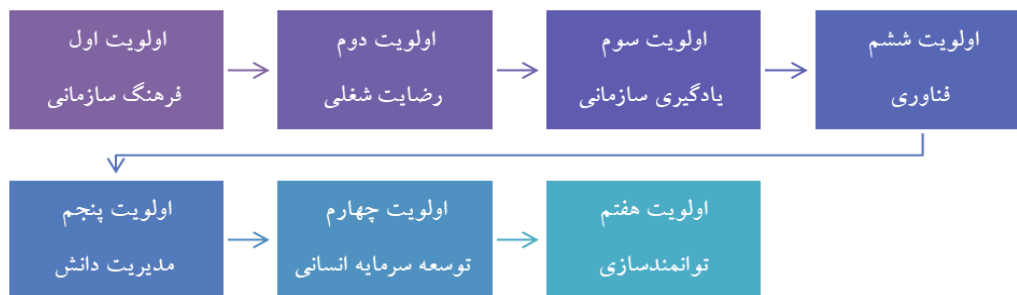 اولویت اول
فرهنگ سازمانی
اولویت دوم
رضایت شغلی
اولویت سوم
یادگیری سازمانی
اولویت ششم
فناوری
اولویت پنجم
مدیریت دانش
اولویت چهارم
توسعه سرمایه انسانی
اولویت هفتم
توانمندسازی